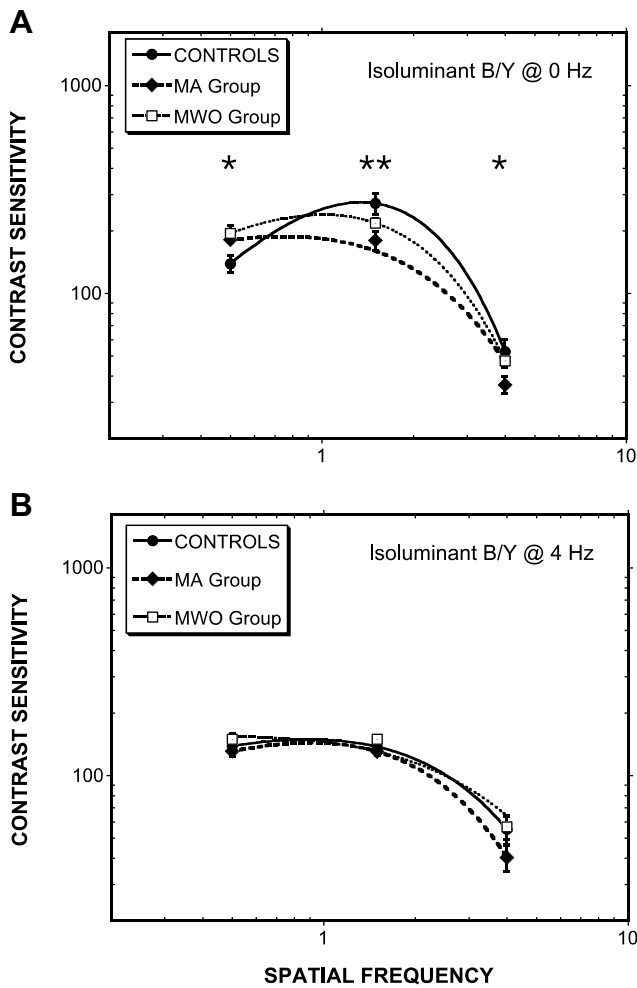 A
CONTROLS
MA Group
MWO Group
Isoluminant B/Y @ 0 Hz
1000
* ** *
100
CONTRAST SENSITIVITY
1 10
B
CONTROLS
MA Group
MWO Group
Isoluminant B/Y @ 4 Hz
1000
100
CONTRAST SENSITIVITY
1 10
SPATIAL FREQUENCY